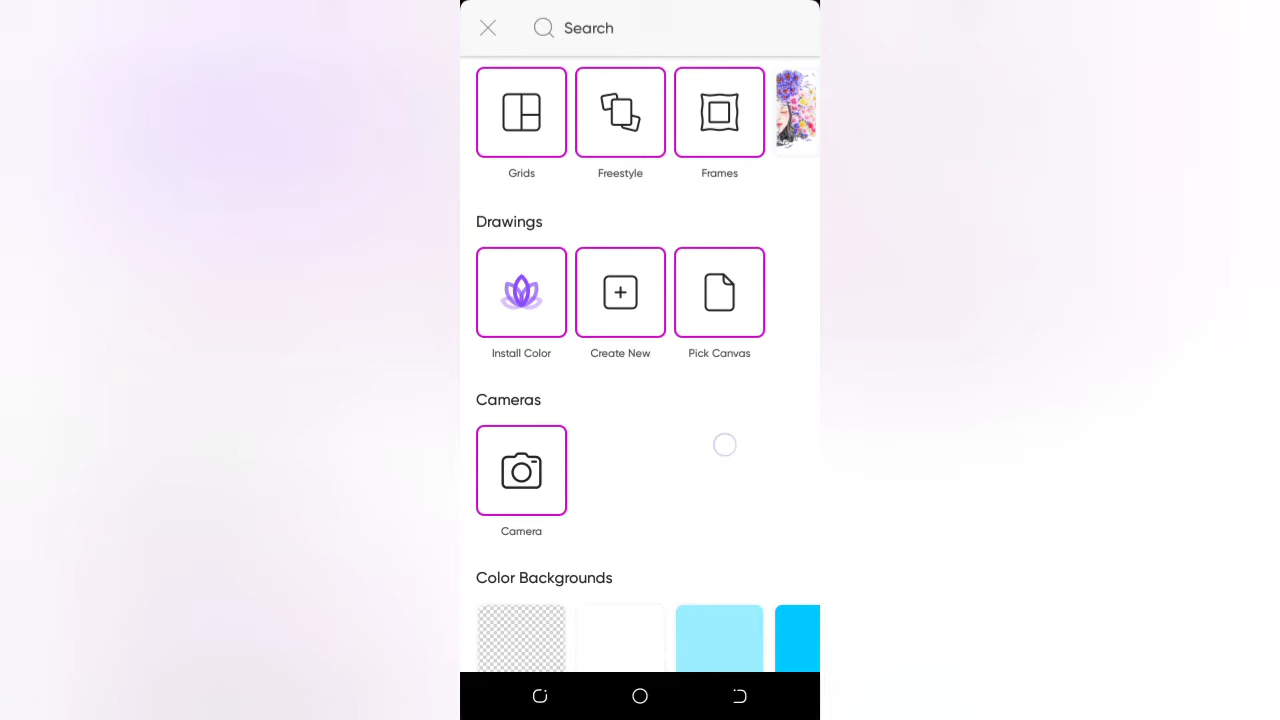 Search
Grids
Freestyle
Frames
Drawings
Install Color
Create New
Pick Canvas
Cameras
Camera
Color Backgrounds